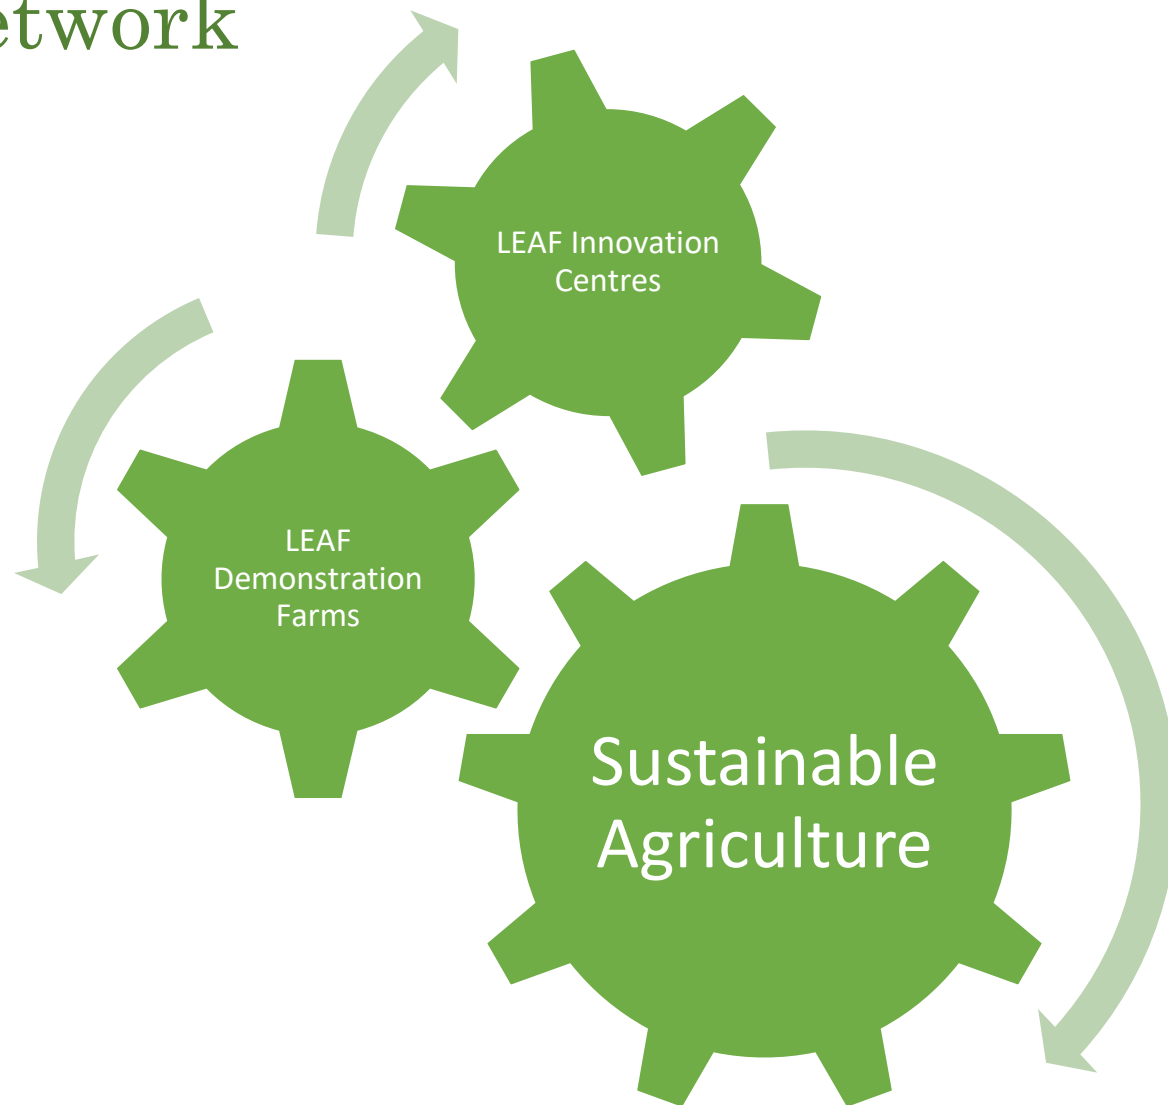 etwork
LEAF Innovation
Centres
LEAF
Demonstration
Farms
Sustainable
Agriculture